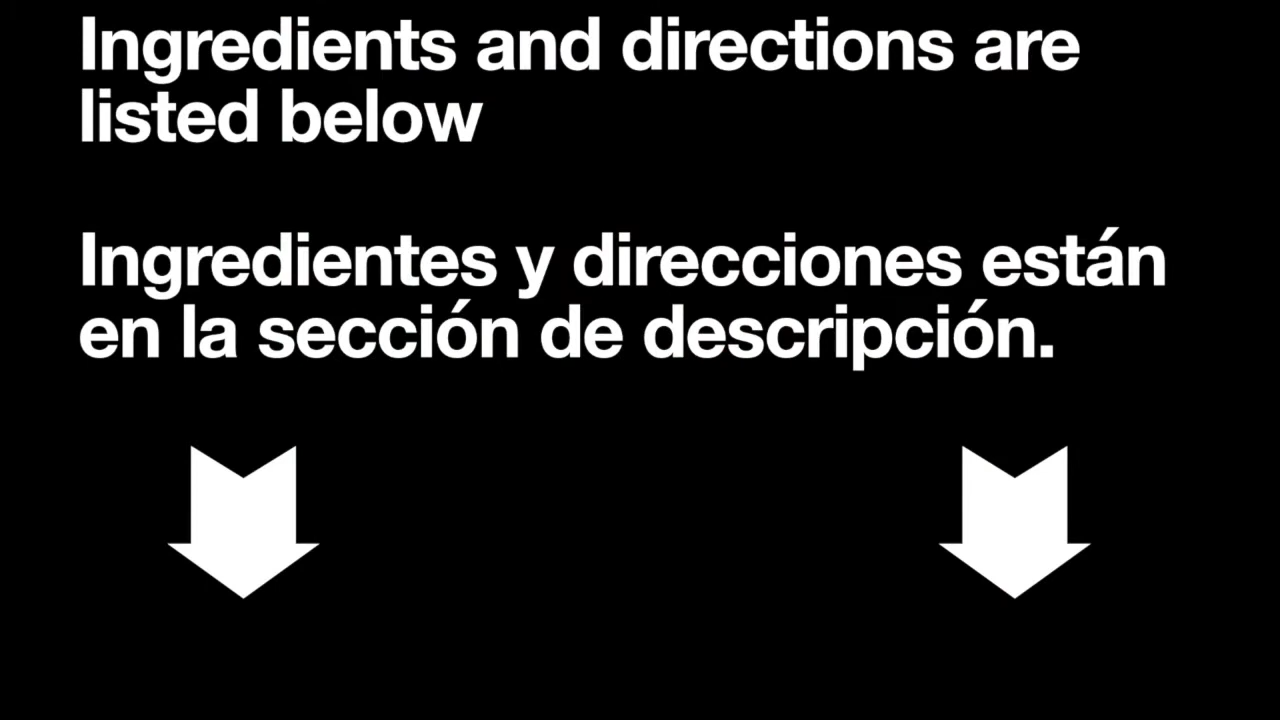 Ingredients and directions are
listed below
Ingredientes y direcciones están
en la sección de descripción.